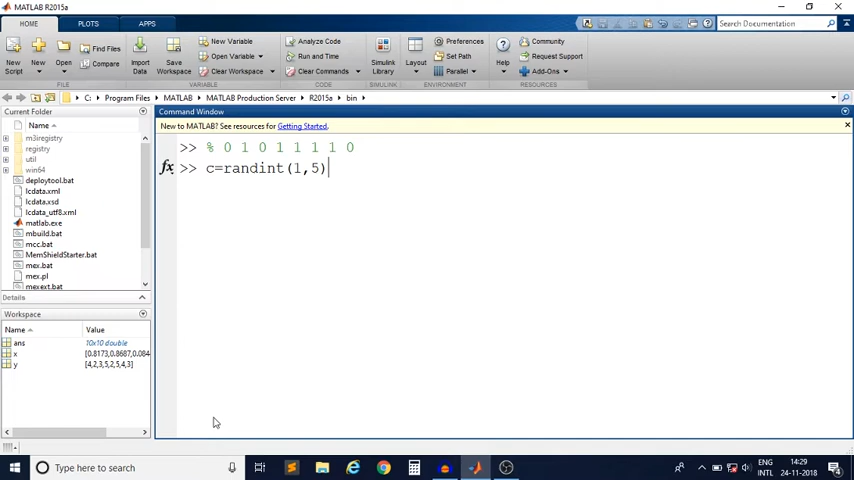 MATLAB R2015a
HOME PLOTS APPS
Search Documentation
New Script
New
Open
Find Files
Compare
Import Data
Save Workspace
New Variable
Open Variable
Clear Workspace
Analyze Code
Run and Time
Clear Commands
Simulink Library
Layout
Preferences
Set Path
Parallel
Help
Community
Request Support
Add-Ons
FILE VARIABLE CODE SIMULINK ENVIRONMENT RESOURCES
C: Program Files MATLAB MATLAB Production Server R2015a bin
Current Folder
Name
m3iregistry
registry
util
win64
deploytool.bat
lcdata.xml
lcdata.xsd
lcdata_utf8.xml
matlab.exe
mbuild.bat
mcc.bat
MemShieldStarter.bat
mex.bat
mex.pl
mexext.bat
Details
Workspace
Name Value
ans 10x10 double
x [0.8173,0.8687,0.084
y [4,2,3,5,2,5,4,3]
Command Window
New to MATLAB? See resources for Getting Started.
>> % 0 1 0 1 1 1 1 0
fx >> c=randint(1,5)
Type here to search
ENG
INTL
14:29
24-11-2018
4